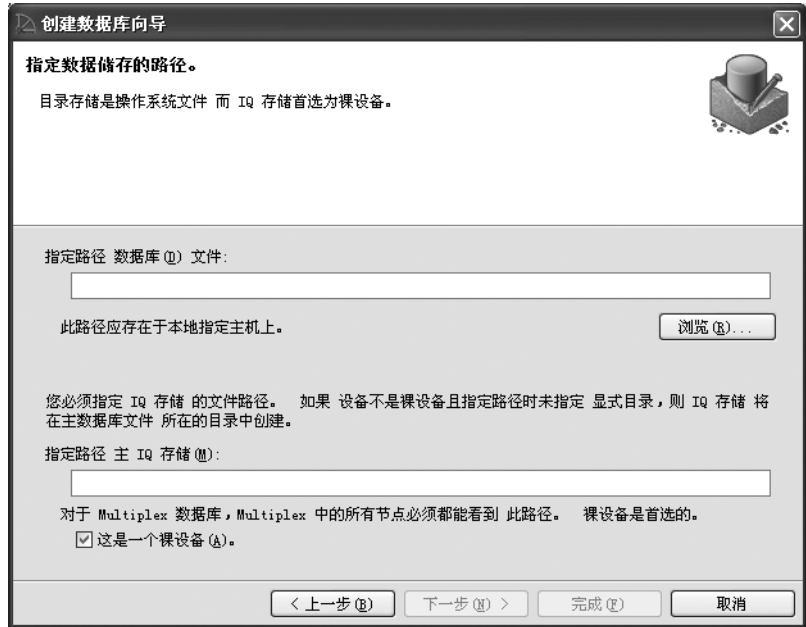 创建数据库向导
指定数据储存的路径。
目录存储是操作系统文件 而 IQ 存储首选为裸设备。
指定路径 数据库(D) 文件:
此路径应存在于本地指定主机上。
浏览(R)...
您必须指定 IQ 存储 的文件路径。 如果 设备不是裸设备且指定路径时未指定 显式目录，则 IQ 存储 将
在主数据库文件 所在的目录中创建。
指定路径 主 IQ 存储(M):
对于 Multiplex 数据库，Multiplex 中的所有节点必须都能看到 此路径。 裸设备是首选的。
这是一个裸设备(A)。
< 上一步(B) 下一步(N) > 完成(F) 取消